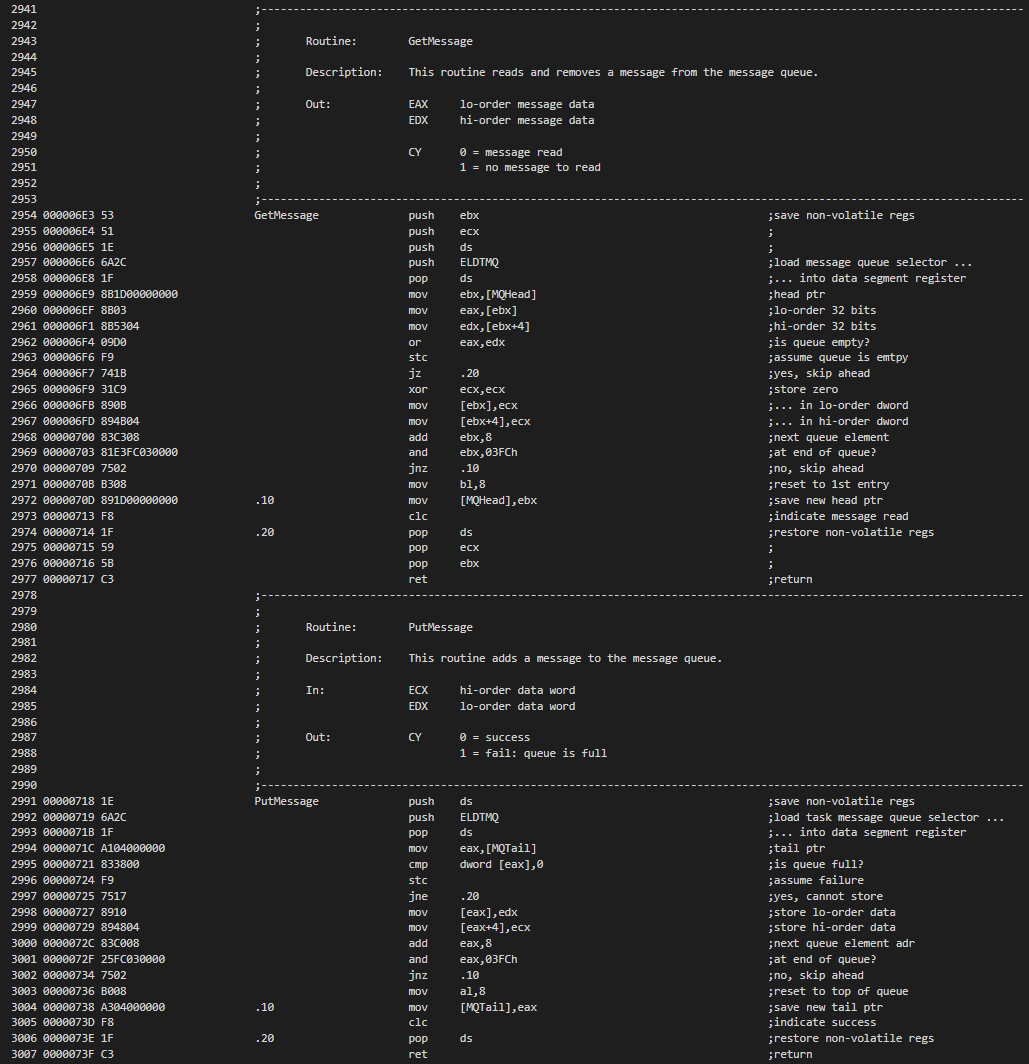 2941 ;-----------------------------------------------------------------------------------------------------------------------
2942 ;
2943 ; Routine: GetMessage
2944 ;
2945 ; Description: This routine reads and removes a message from the message queue.
2946 ;
2947 ; Out: EAX lo-order message data
2948 ; EDX hi-order message data
2949 ;
2950 ; CY 0 = message read
2951 ; 1 = no message to read
2952 ;
2953 ;-----------------------------------------------------------------------------------------------------------------------
2954 000006E3 53 GetMessage push ebx ;save non-volatile regs
2955 000006E4 51 push ecx ;
2956 000006E5 1E push ds ;
2957 000006E6 6A2C push ELDTMQ ;load message queue selector ...
2958 000006E8 1F pop ds ;... into data segment register
2959 000006E9 8B1D00000000 mov ebx,[MQHead] ;head ptr
2960 000006EF 8B03 mov eax,[ebx] ;lo-order 32 bits
2961 000006F1 8B5304 mov edx,[ebx+4] ;hi-order 32 bits
2962 000006F4 09D0 or eax,edx ;is queue empty?
2963 000006F6 F9 stc ;assume queue is emtpy
2964 000006F7 741B jz .20 ;yes, skip ahead
2965 000006F9 31C9 xor ecx,ecx ;store zero
2966 000006FB 890B mov [ebx],ecx ;... in lo-order dword
2967 000006FD 894B04 mov [ebx+4],ecx ;... in hi-order dword
2968 00000700 83C308 add ebx,8 ;next queue element
2969 00000703 81E3FC030000 and ebx,03FCh ;at end of queue?
2970 00000709 7502 jnz .10 ;no, skip ahead
2971 0000070B B308 mov bl,8 ;reset to 1st entry
2972 0000070D 891D00000000 .10 mov [MQHead],ebx ;save new head ptr
2973 00000713 F8 clc ;indicate message read
2974 00000714 1F .20 pop ds ;restore non-volatile regs
2975 00000715 59 pop ecx ;
2976 00000716 5B pop ebx ;
2977 00000717 C3 ret ;return
2978 ;-----------------------------------------------------------------------------------------------------------------------
2979 ;
2980 ; Routine: PutMessage
2981 ;
2982 ; Description: This routine adds a message to the message queue.
2983 ;
2984 ; In: ECX hi-order data word
2985 ; EDX lo-order data word
2986 ;
2987 ; Out: CY 0 = success
2988 ; 1 = fail: queue is full
2989 ;
2990 ;-----------------------------------------------------------------------------------------------------------------------
2991 00000718 1E PutMessage push ds ;save non-volatile regs
2992 00000719 6A2C push ELDTMQ ;load task message queue selector ...
2993 0000071B 1F pop ds ;... into data segment register
2994 0000071C A104000000 mov eax,[MQTail] ;tail ptr
2995 00000721 833800 cmp dword [eax],0 ;is queue full?
2996 00000724 F9 stc ;assume failure
2997 00000725 7517 jne .20 ;yes, cannot store
2998 00000727 8910 mov [eax],edx ;store lo-order data
2999 00000729 894804 mov [eax+4],ecx ;store hi-order data
3000 0000072C 83C008 add eax,8 ;next queue element adr
3001 0000072F 25FC030000 and eax,03FCh ;at end of queue?
3002 00000734 7502 jnz .10 ;no, skip ahead
3003 00000736 B008 mov al,8 ;reset to top of queue
3004 00000738 A304000000 .10 mov [MQTail],eax ;save new tail ptr
3005 0000073D F8 clc ;indicate success
3006 0000073E 1F .20 pop ds ;restore non-volatile regs
3007 0000073F C3 ret ;return